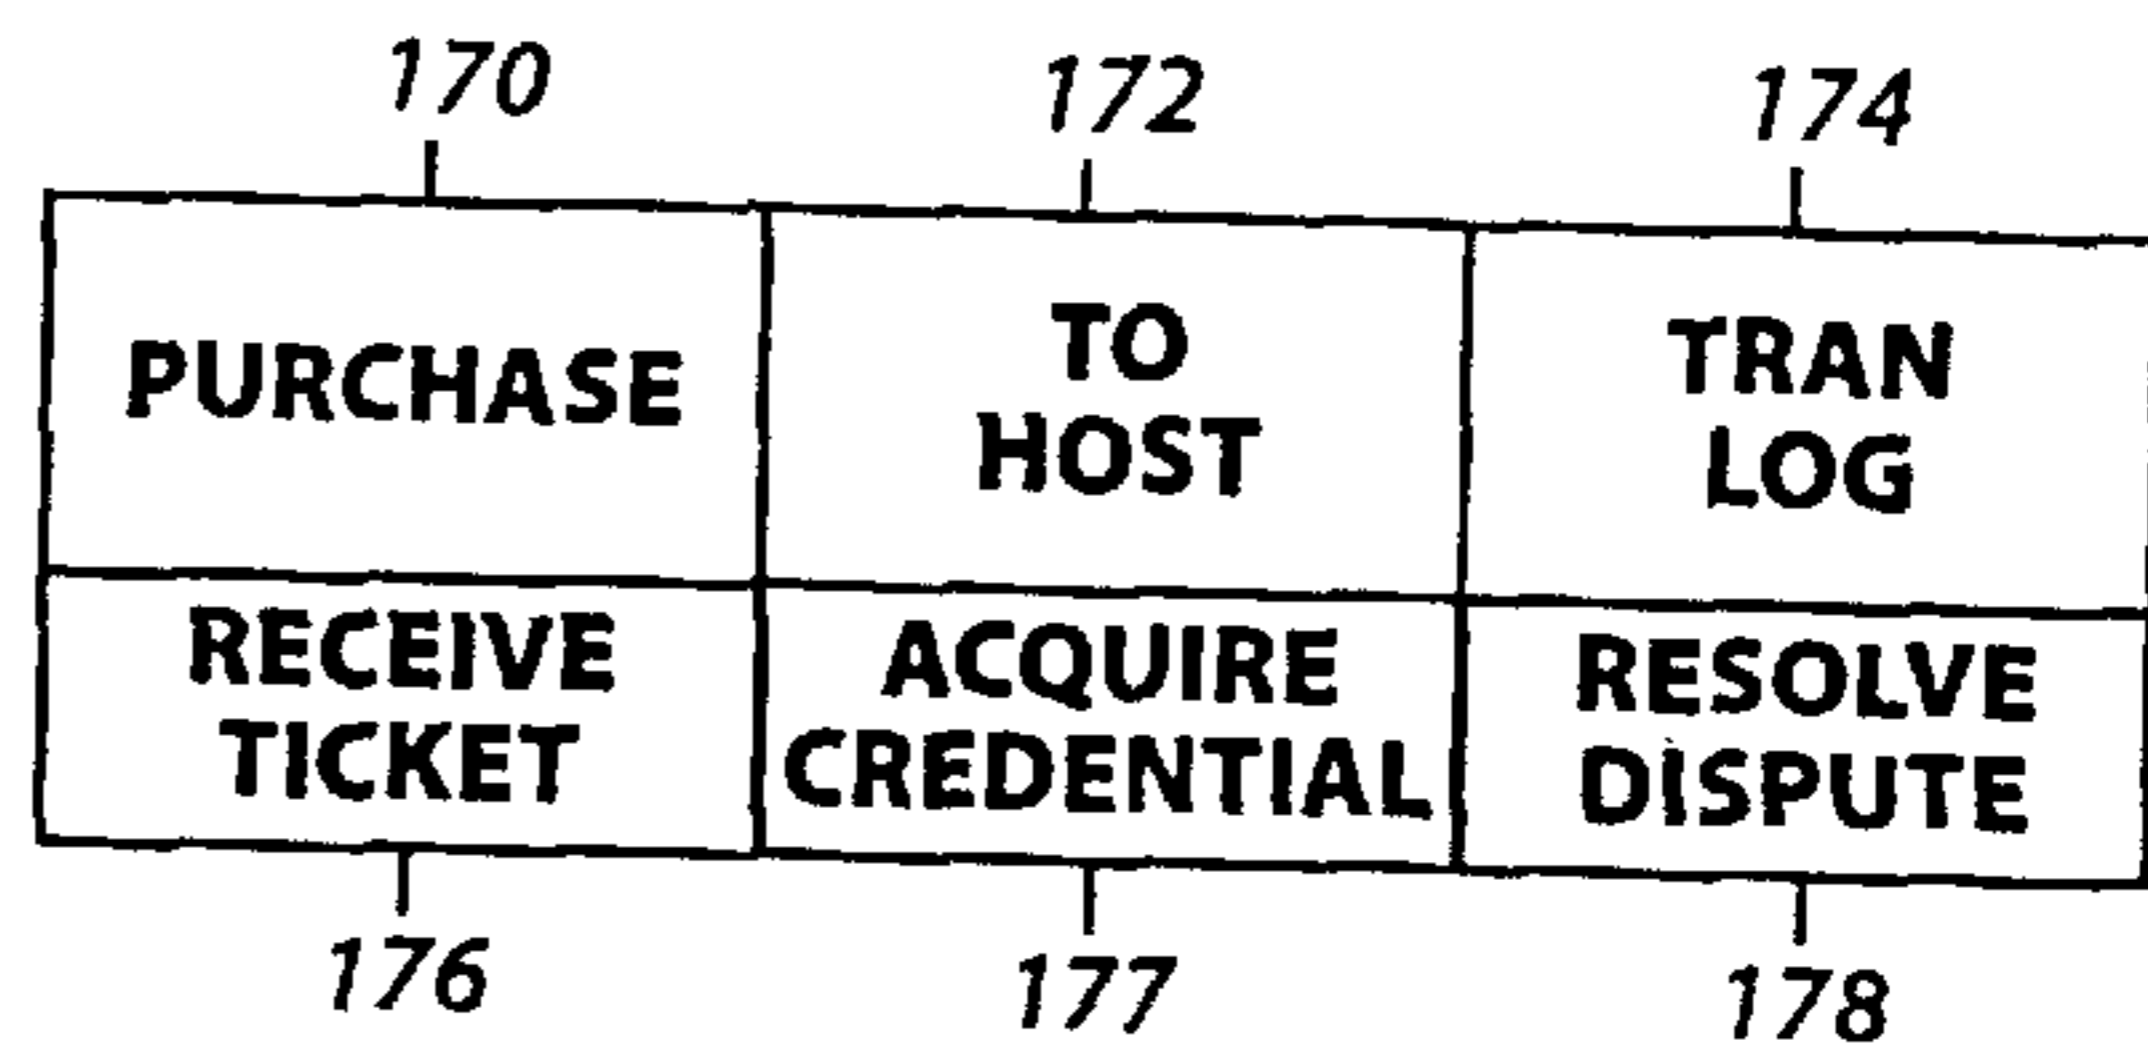 170
172
174
PURCHASE
TO
HOST
TRAN
LOG
RECEIVE
TICKET
ACQUIRE
CREDENTIAL
RESOLVE
DISPUTE
176
177
178